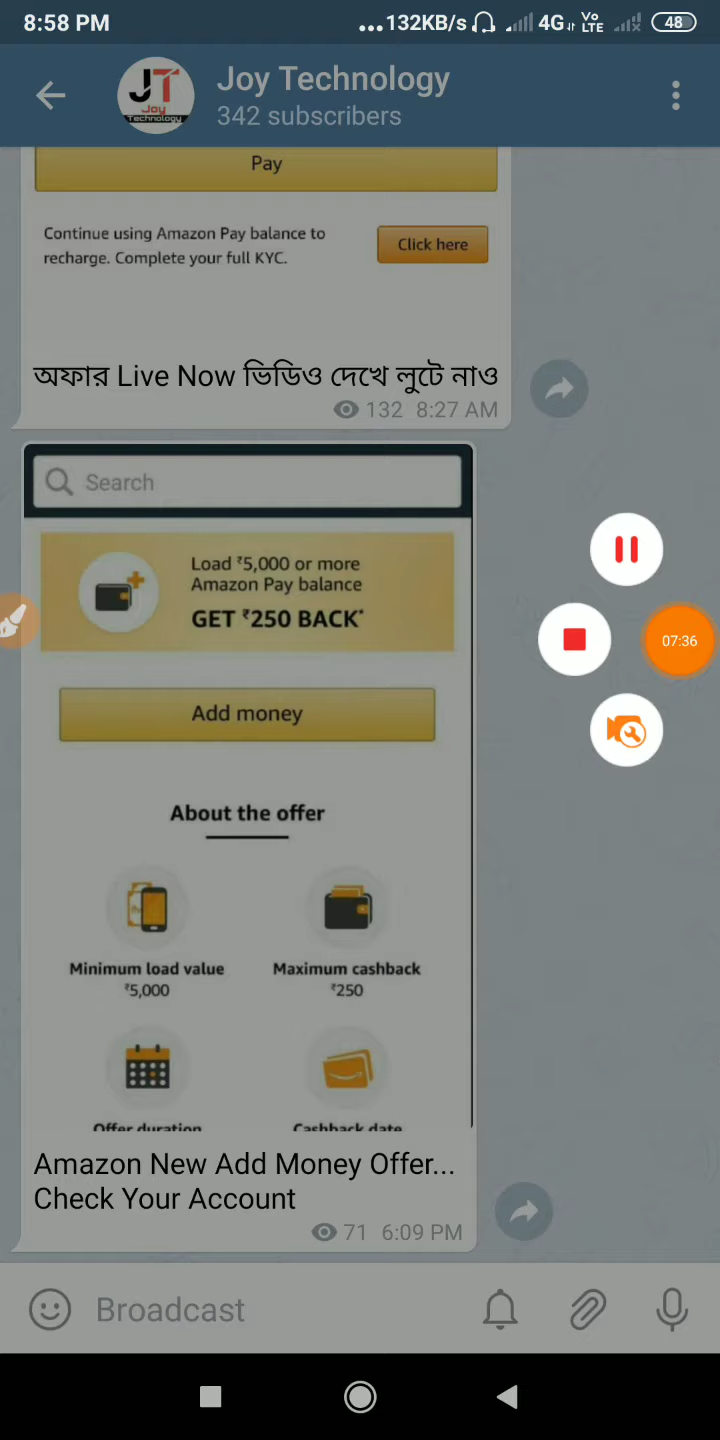 8:58 PM
...132KB/s 4G Vo LTE 48
Joy Technology
342 subscribers
JT
Joy
Technology
Pay
Continue using Amazon Pay balance to
recharge. Complete your full KYC.
Click here
অফার Live Now ভিডিও দেখে লুটে নাও
132 8:27 AM
Search
Load ₹5,000 or more
Amazon Pay balance
GET ₹250 BACK*
07:36
Add money
About the offer
Minimum load value
₹5,000
Maximum cashback
₹250
Offer duration
Cashback date
Amazon New Add Money Offer...
Check Your Account
71 6:09 PM
Broadcast